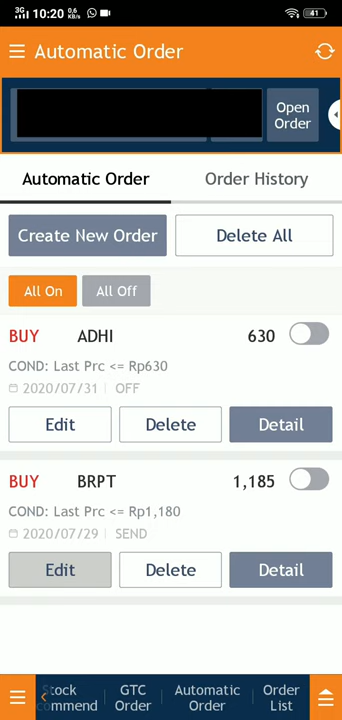 3G 10:20 0,6 KB/s 41
Automatic Order
Open
Order
Automatic Order Order History
Create New Order Delete All
All On All Off
BUY ADHI 630
COND: Last Prc <= Rp630
2020/07/31 OFF
Edit Delete Detail
BUY BRPT 1,185
COND: Last Prc <= Rp1,180
2020/07/29 SEND
Edit Delete Detail
Stock GTC Automatic Order
mmend Order Order List